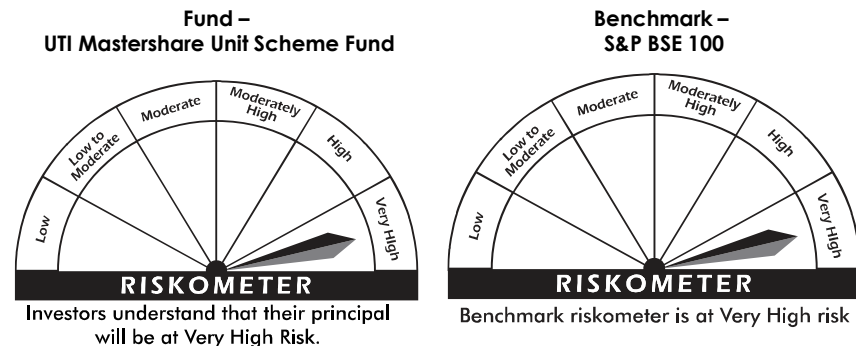 Fund –
UTI Mastershare Unit Scheme Fund
Low
Low to
Moderate
Moderate
Moderately
High
High
Very High
RISKOMETER
Investors understand that their principal
will be at Very High Risk.
Benchmark –
S&P BSE 100
Low
Low to
Moderate
Moderate
Moderately
High
High
Very High
RISKOMETER
Benchmark riskometer is at Very High risk